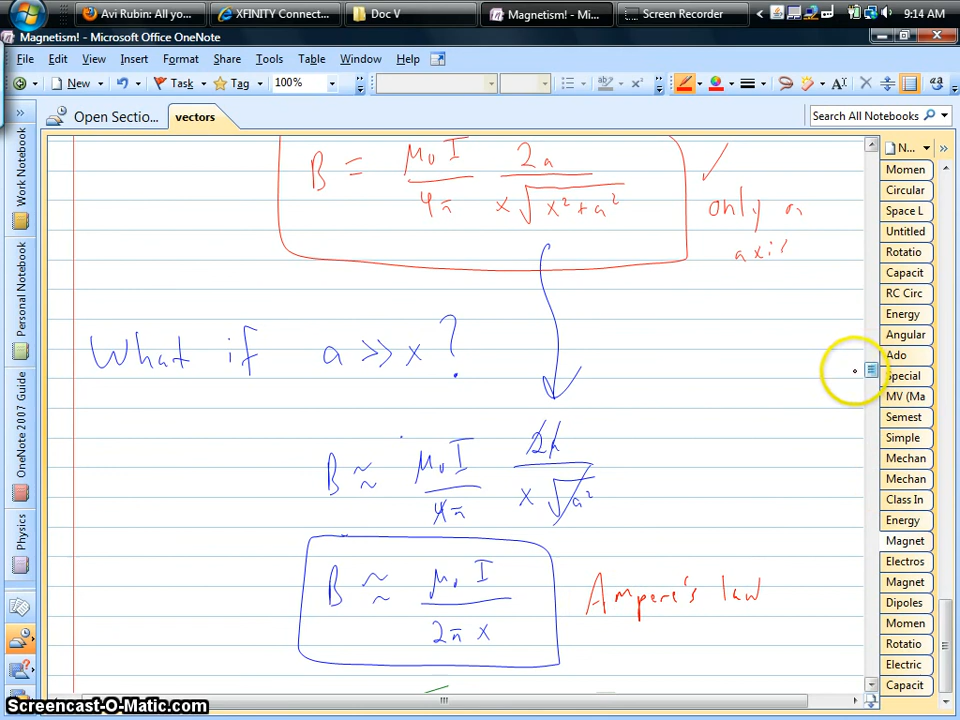 Avi Rubin: All yo...
XFINITY Connect...
Doc V
Magnetism! - Mi...
Screen Recorder
9:14 AM
Magnetism! - Microsoft Office OneNote
File Edit View Insert Format Share Tools Table Window Help
New Task Tag 100%
Open Sectio... vectors
Search All Notebooks
Work Notebook
Personal Notebook
OneNote 2007 Guide
Physics
B = μ₀I/4π 2a/x√x²+a²
only on
axis
What if a >> x?
B ≈ μ₀I/4π 2a/x√a²
B ≈ μ₀I/2πx
Ampere's law
N...
Momen
Circular
Space L
Untitled
Rotatio
Capacit
RC Circ
Energy
Angular
Ado
Special
MV (Ma
Semest
Simple
Mechan
Mechan
Class In
Energy
Magnet
Electros
Magnet
Dipoles
Momen
Rotatio
Electric
Capacit
Screencast-O-Matic.com